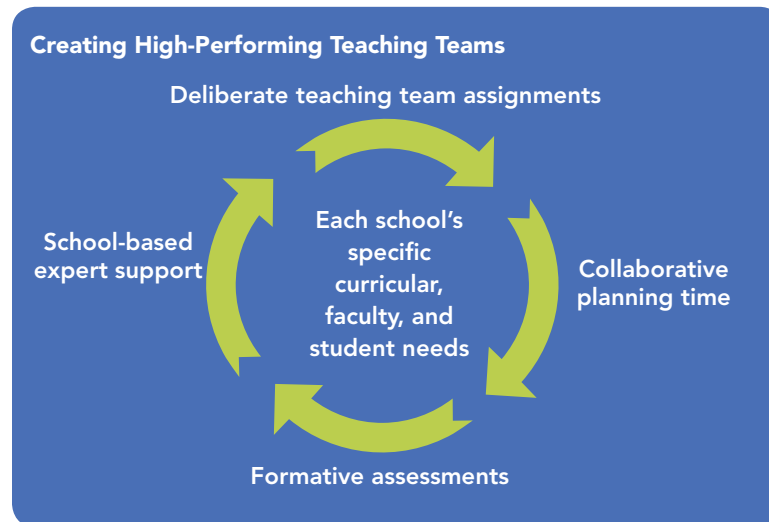 Creating High-Performing Teaching Teams
Deliberate teaching team assignments
School-based
expert support
Each school’s
specific
curricular,
faculty, and
student needs
Collaborative
planning time
Formative assessments